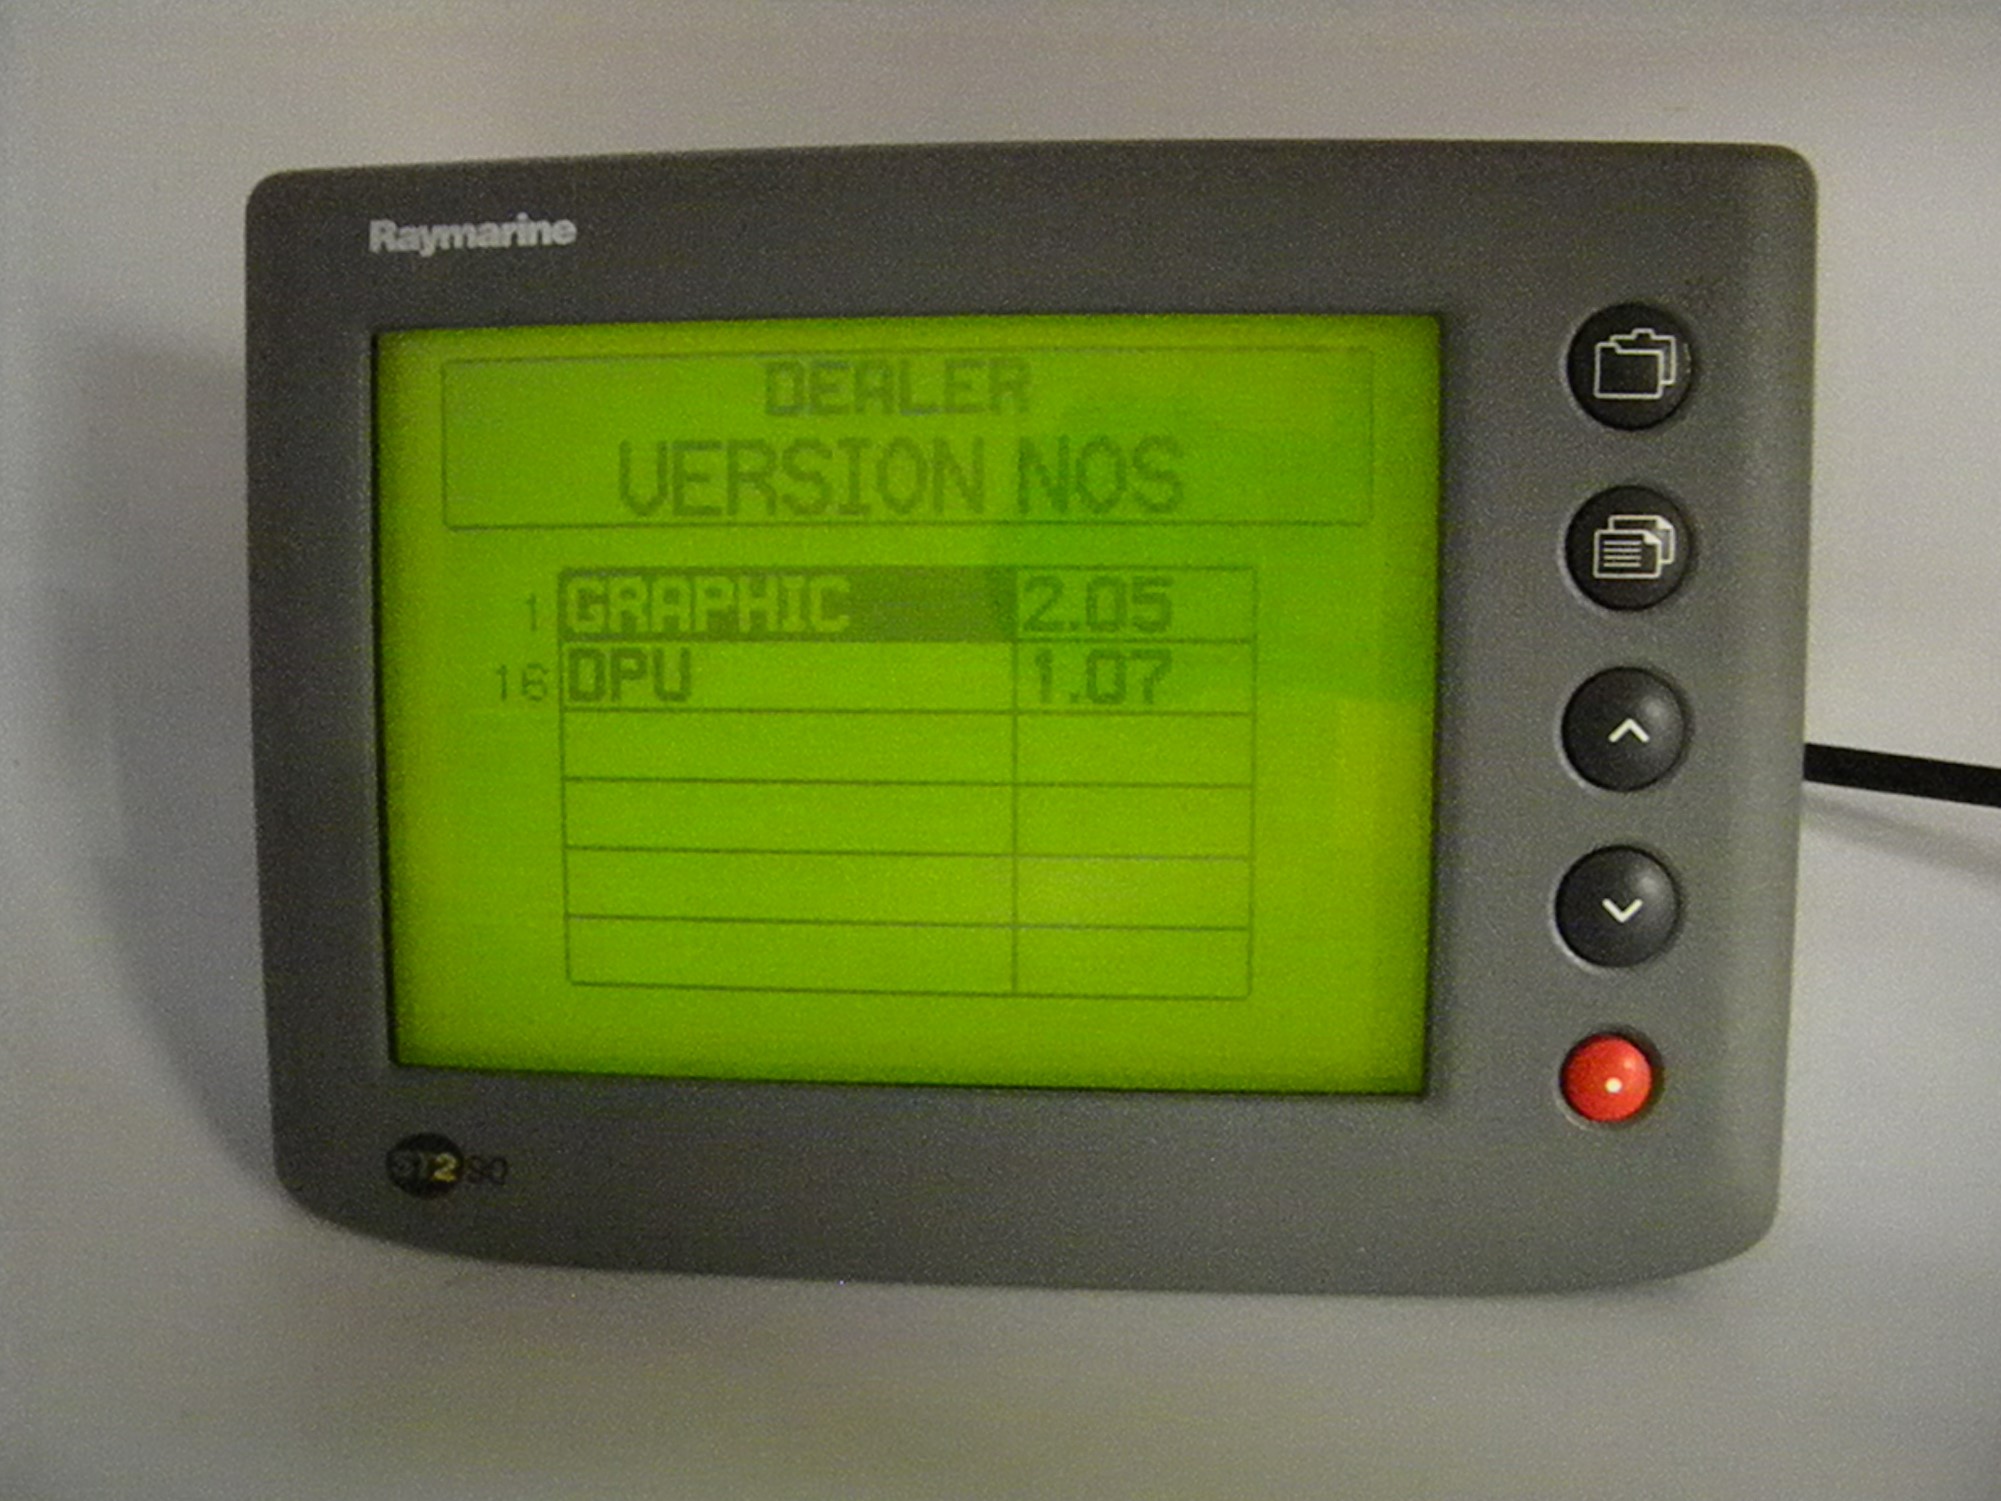 Raymarine
DEALER
VERSION NOS
1 GRAPHIC 2.05
16 DPU 1.07
ST290